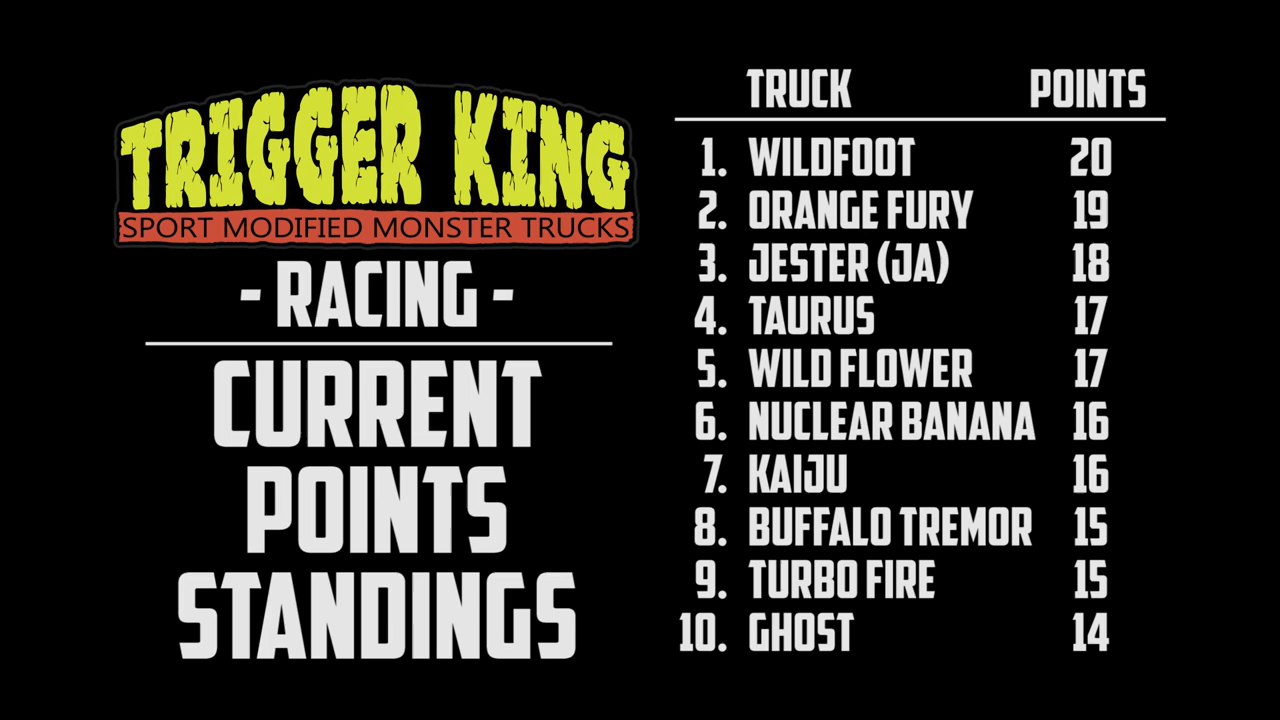 TRIGGER KING
SPORT MODIFIED MONSTER TRUCKS
- RACING -
CURRENT
POINTS
STANDINGS
TRUCK POINTS
1. WILDFOOT 20
2. ORANGE FURY 19
3. JESTER (JA) 18
4. TAURUS 17
5. WILD FLOWER 17
6. NUCLEAR BANANA 16
7. KAIJU 16
8. BUFFALO TREMOR 15
9. TURBO FIRE 15
10. GHOST 14